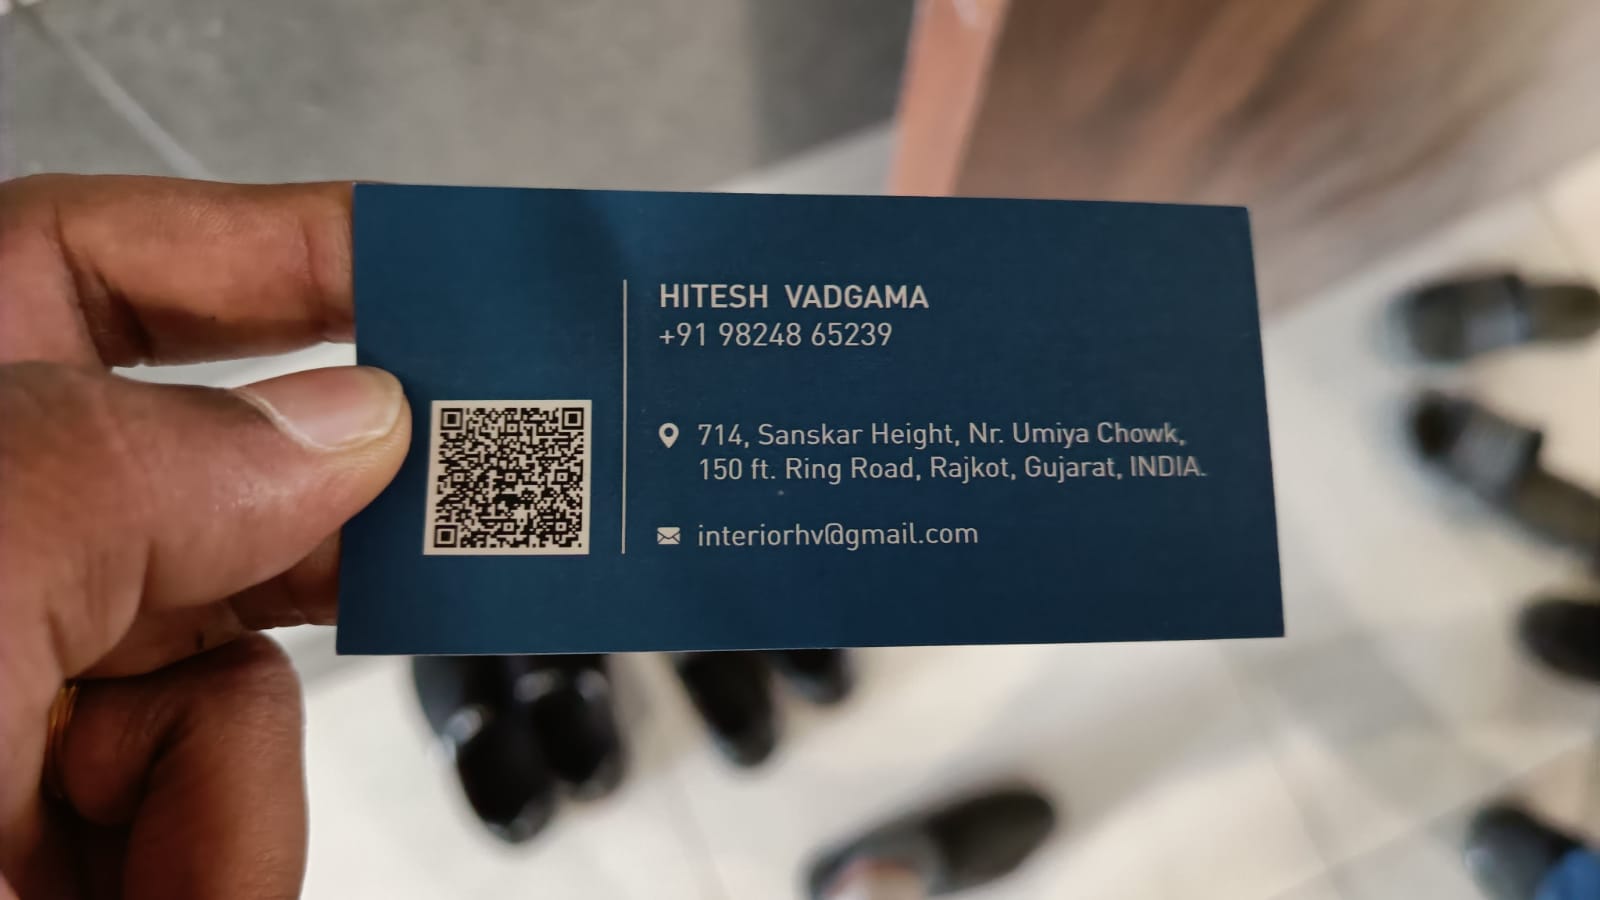 HITESH VADGAMA
+91 98248 65239
714, Sanskar Height, Nr. Umiya Chowk,
150 ft. Ring Road, Rajkot, Gujarat, INDIA.
interiorhv@gmail.com